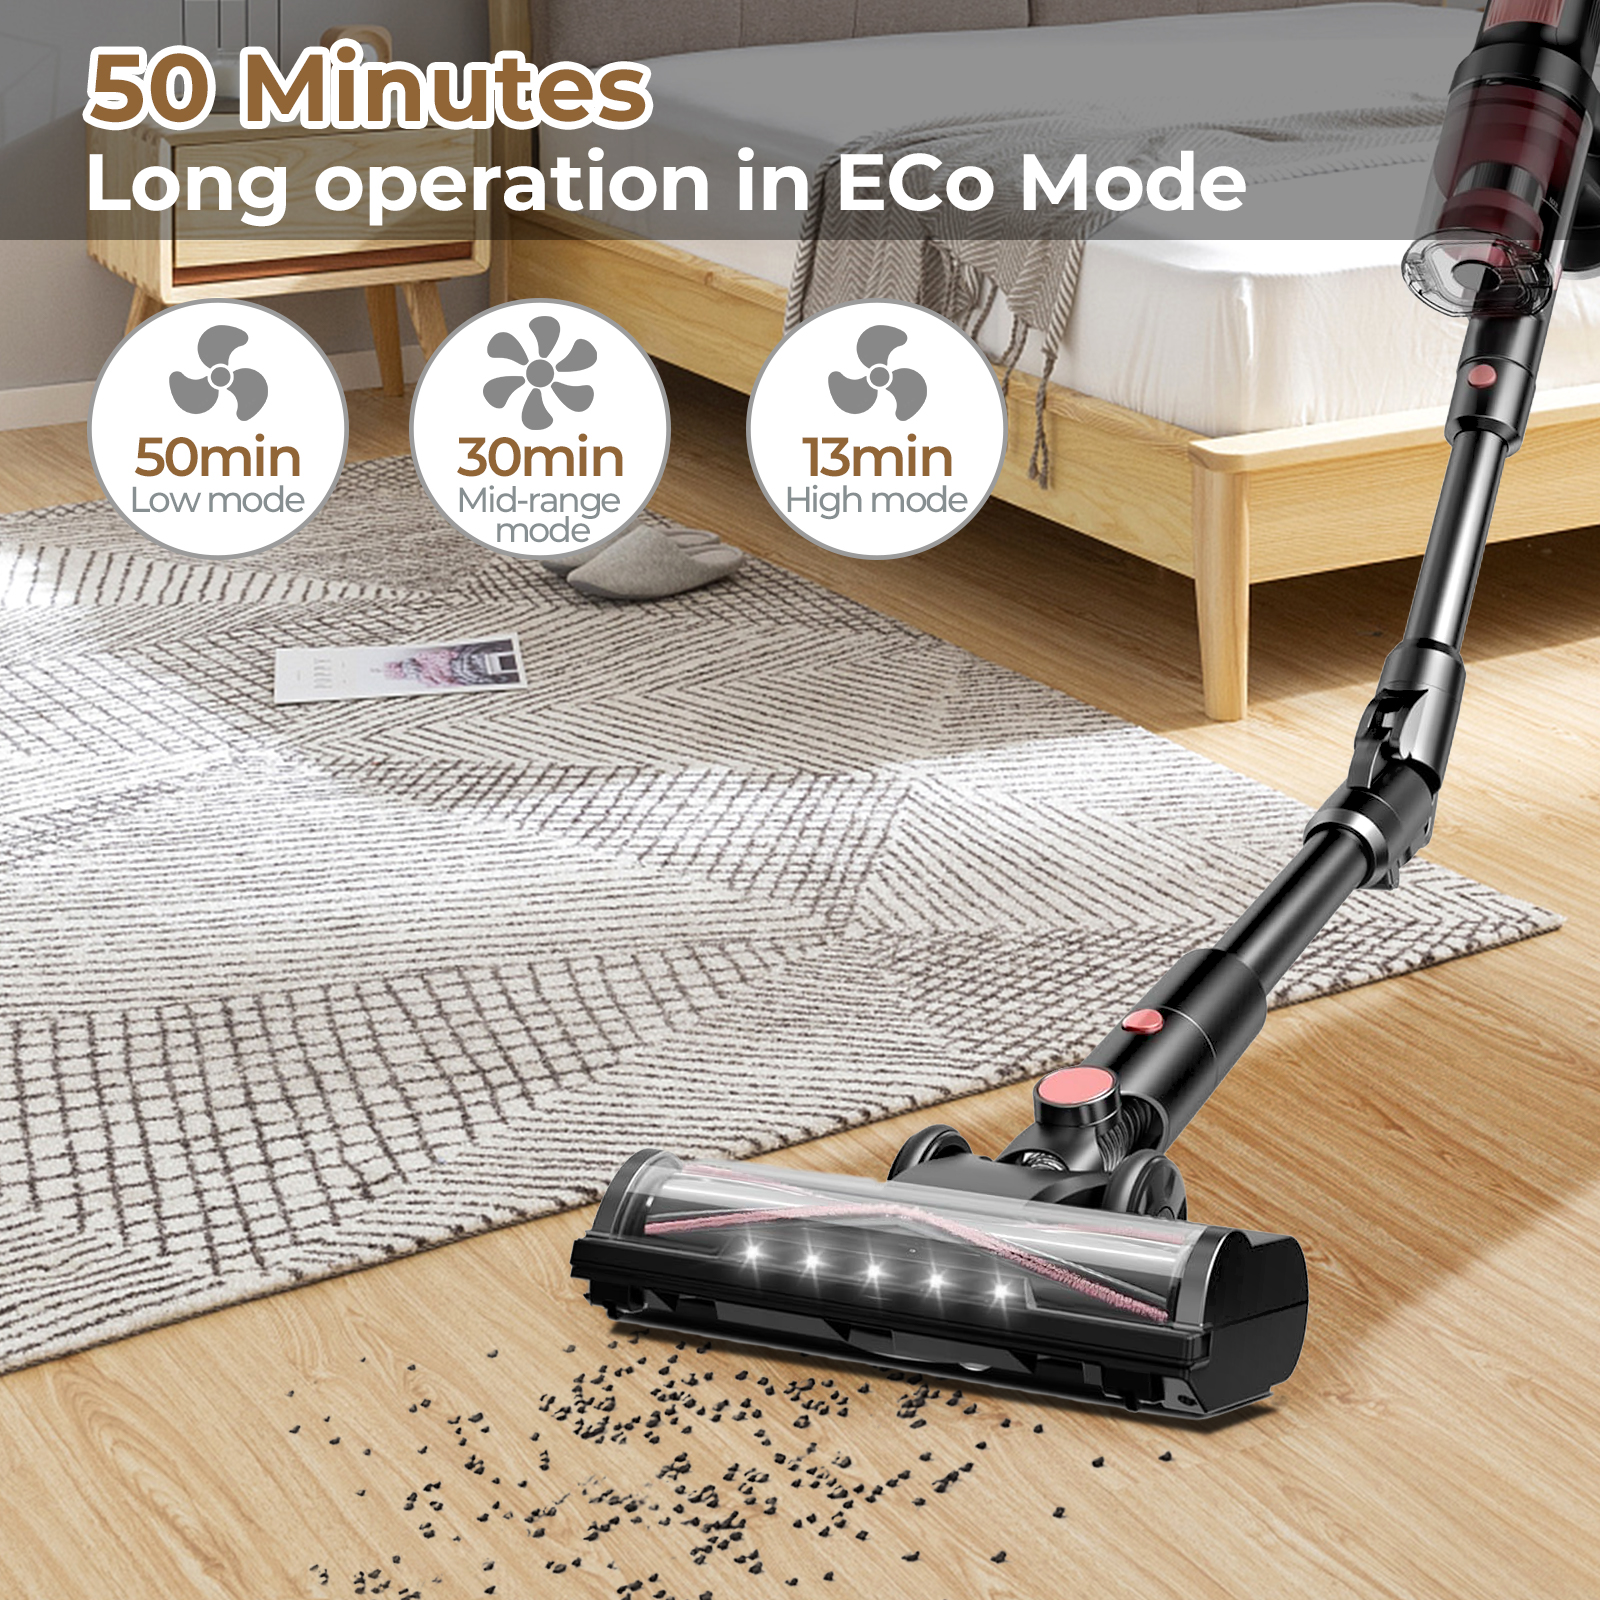 50 Minutes
Long operation in ECo Mode
50min
Low mode
30min
Mid-range
mode
13min
High mode